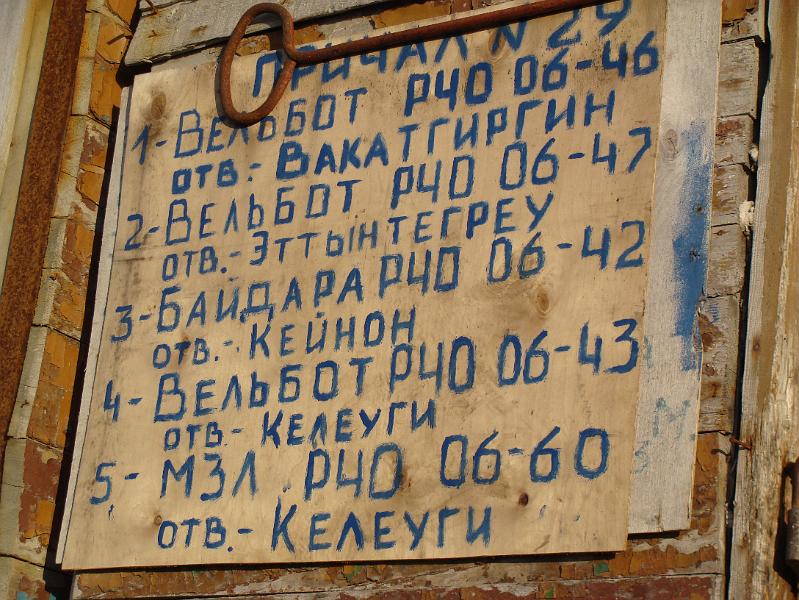 ПРИЧАЛ N 29
1-ВЕЛЬБОТ РЧО 06-46
ОТВ.- ВАКАТГИРГИН
2-ВЕЛЬБОТ РЧО 06-47
ОТВ.-ЭТТЫНТЕГРЕУ
3-БАЙДАРА РЧО 06-42
ОТВ.- КЕЙНОН
4-ВЕЛЬБОТ РЧО 06-43
ОТВ.- КЕЛЕУГИ
5- МЗЛ РЧО 06-60
ОТВ.- КЕЛЕУГИ